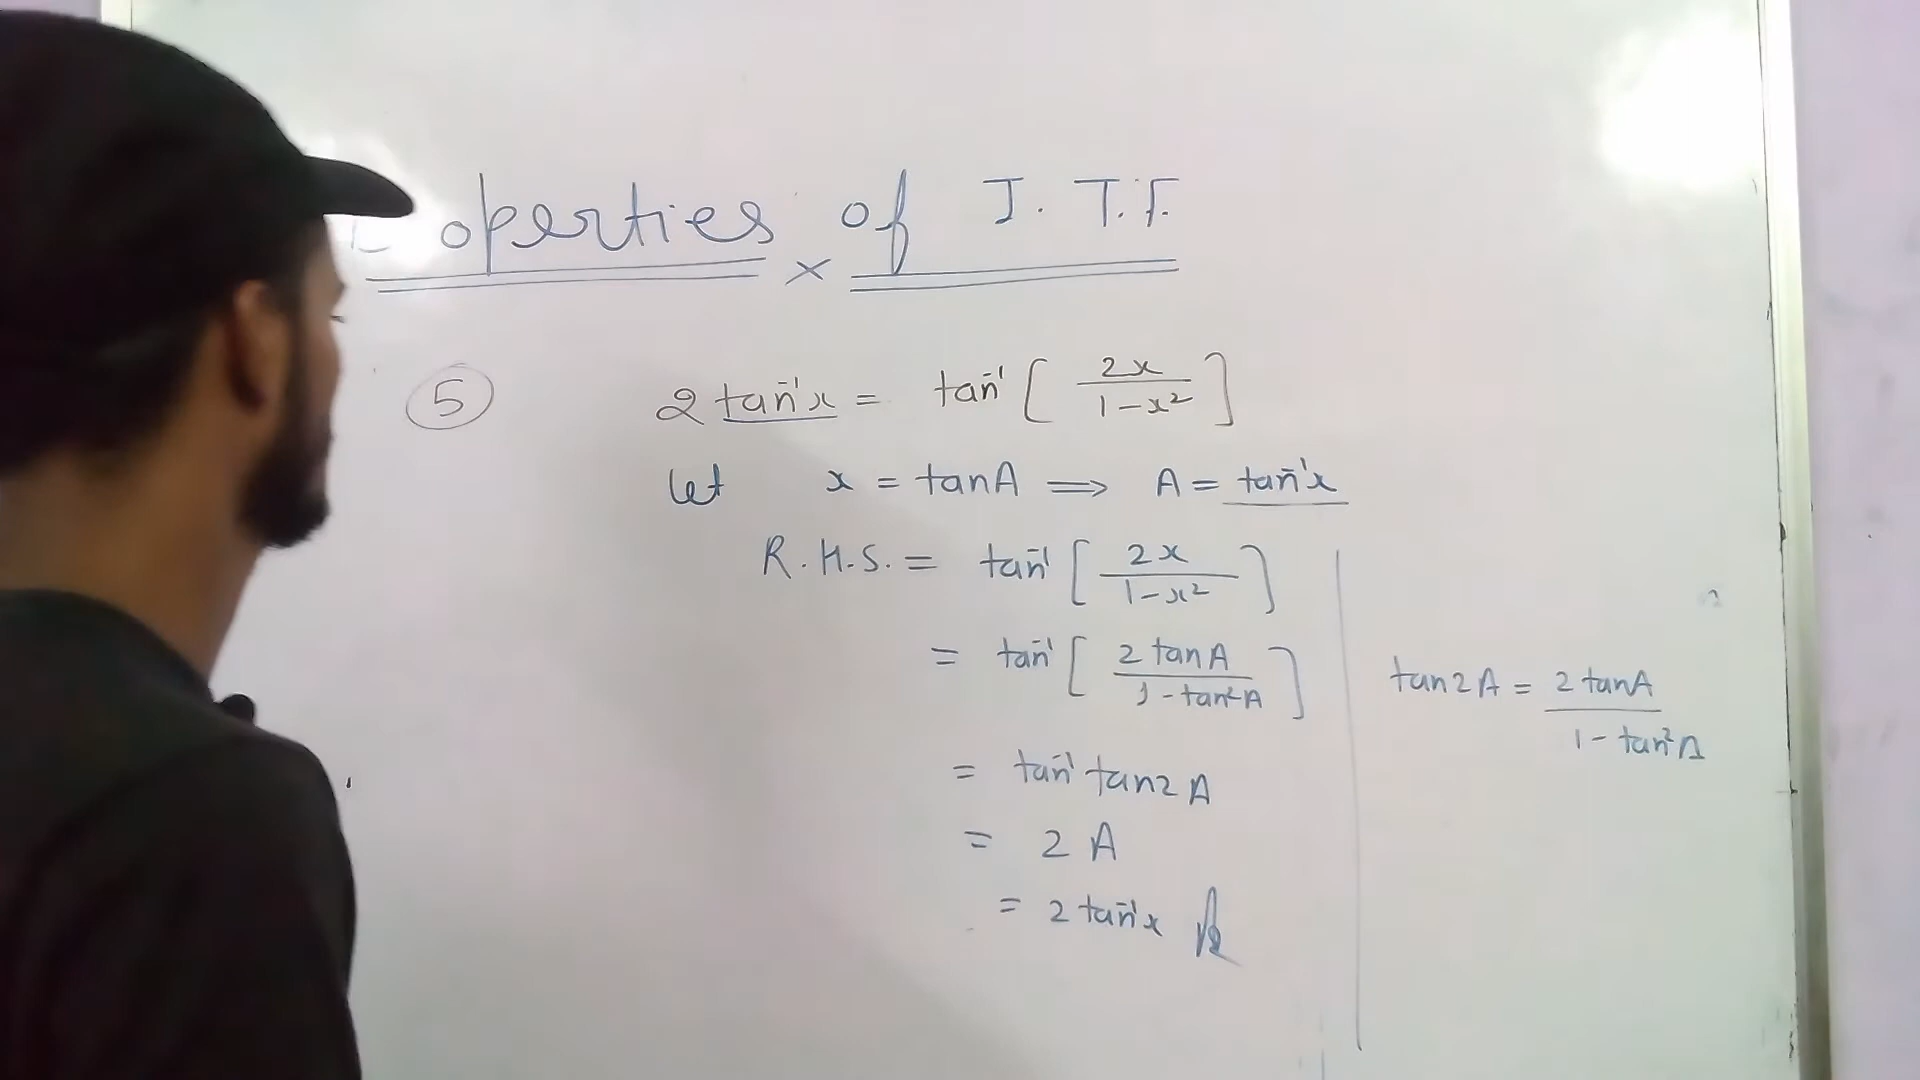 operties of I.T.F.
×
5 2 tan⁻¹x = tan⁻¹ [ 2x / 1-x² ]
Let x = tanA ⟹ A = tan⁻¹x
R.H.S. = tan⁻¹ [ 2x / 1-x² ]
= tan⁻¹ [ 2 tanA / 1-tan²A ]
= tan⁻¹ tan2A
= 2A
= 2 tan⁻¹x
tan2A = 2 tanA / 1 - tan²A